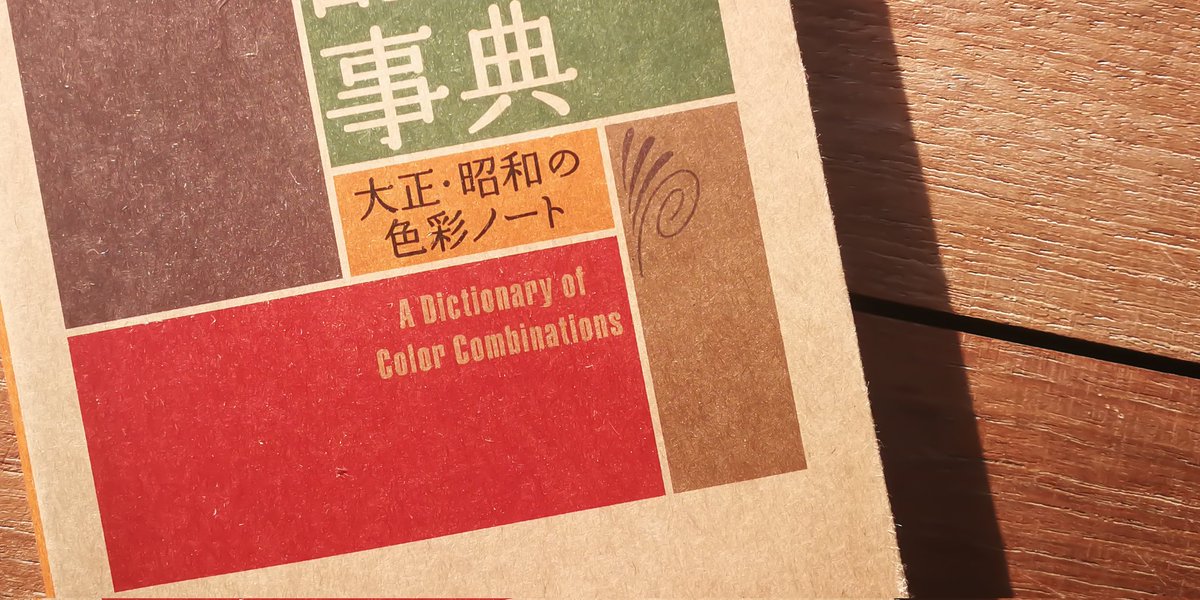 事典
大正・昭和の
色彩ノート
A Dictionary of
Color Combinations